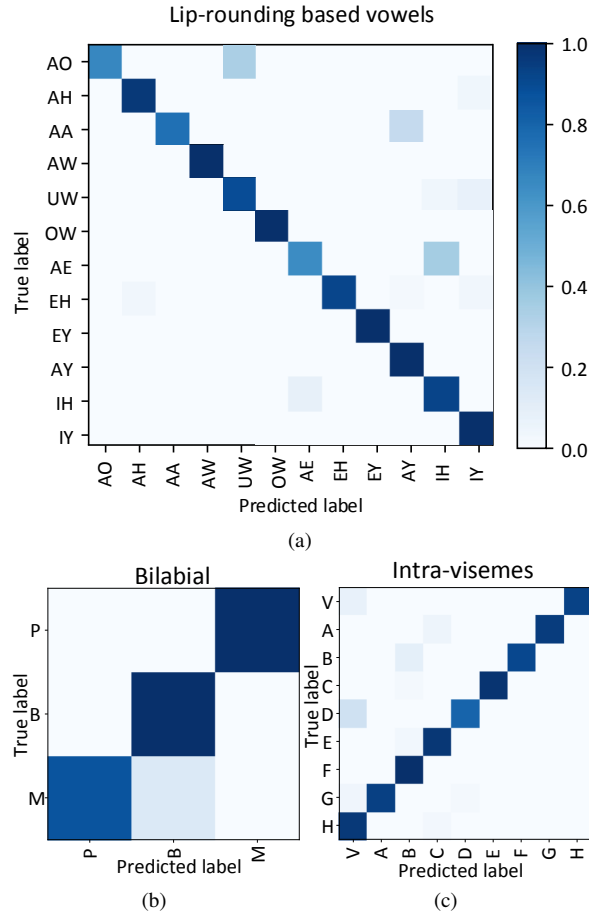 Lip-rounding based vowels
AO
AH
AA
AW
UW
OW
AE
EH
EY
AY
IH
IY
True label
AO AH AA AW UW OW AE EH EY AY IH IY
Predicted label
1.0
0.8
0.6
0.4
0.2
0.0
(a)
Bilabial
P
B
M
True label
P B M
Predicted label
(b)
Intra-visemes
V
A
B
C
D
E
F
G
H
True label
V A B C D E F G H
Predicted label
(c)